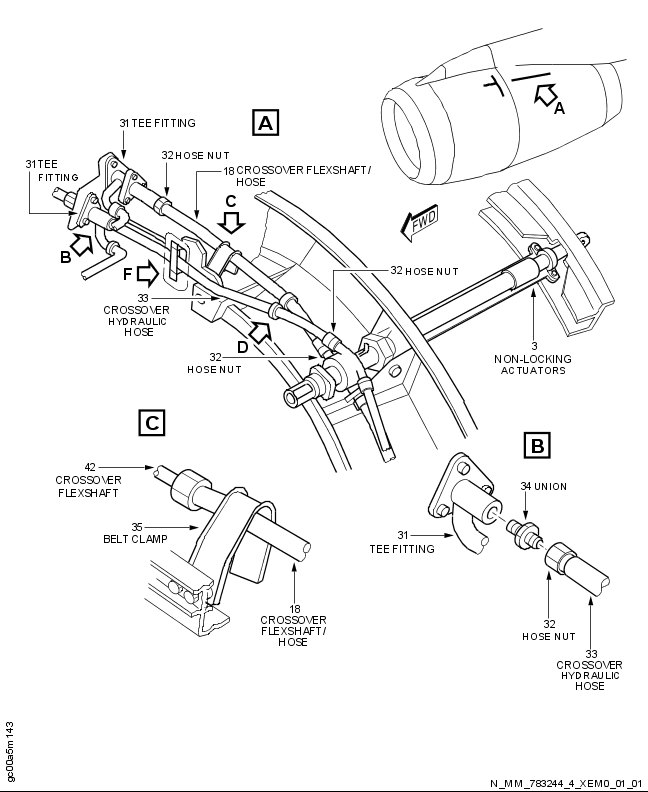 A
A
31 TEE FITTING
32 HOSE NUT
31 TEE
FITTING
18 CROSSOVER FLEXSHAFT/
HOSE
C
FWD
B
F
32 HOSE NUT
33
CROSSOVER
HYDRAULIC
HOSE
D
32
HOSE NUT
3
NON-LOCKING
ACTUATORS
C
B
42
CROSSOVER
FLEXSHAFT
34 UNION
35
BELT CLAMP
31
TEE FITTING
18
CROSSOVER
FLEXSHAFT/
HOSE
32
HOSE NUT
33
CROSSOVER
HYDRAULIC
HOSE
gc00a5m143
N_MM_783244_4_XEM0_01_01